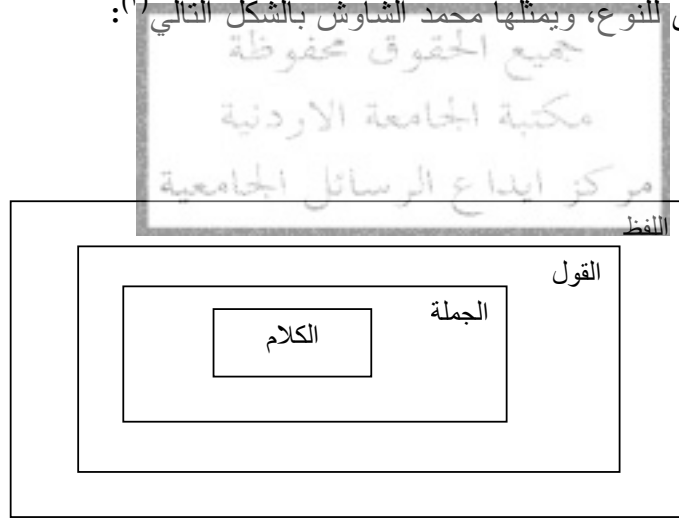 للنوع، ويمثلها محمد الشاوش بالشكل التالي(١):
جميع الحقوق محفوظة
مكتبة الجامعة الاردنية
مركز ايداع الرسائل الجامعية
اللفظ
القول
الجملة
الكلام